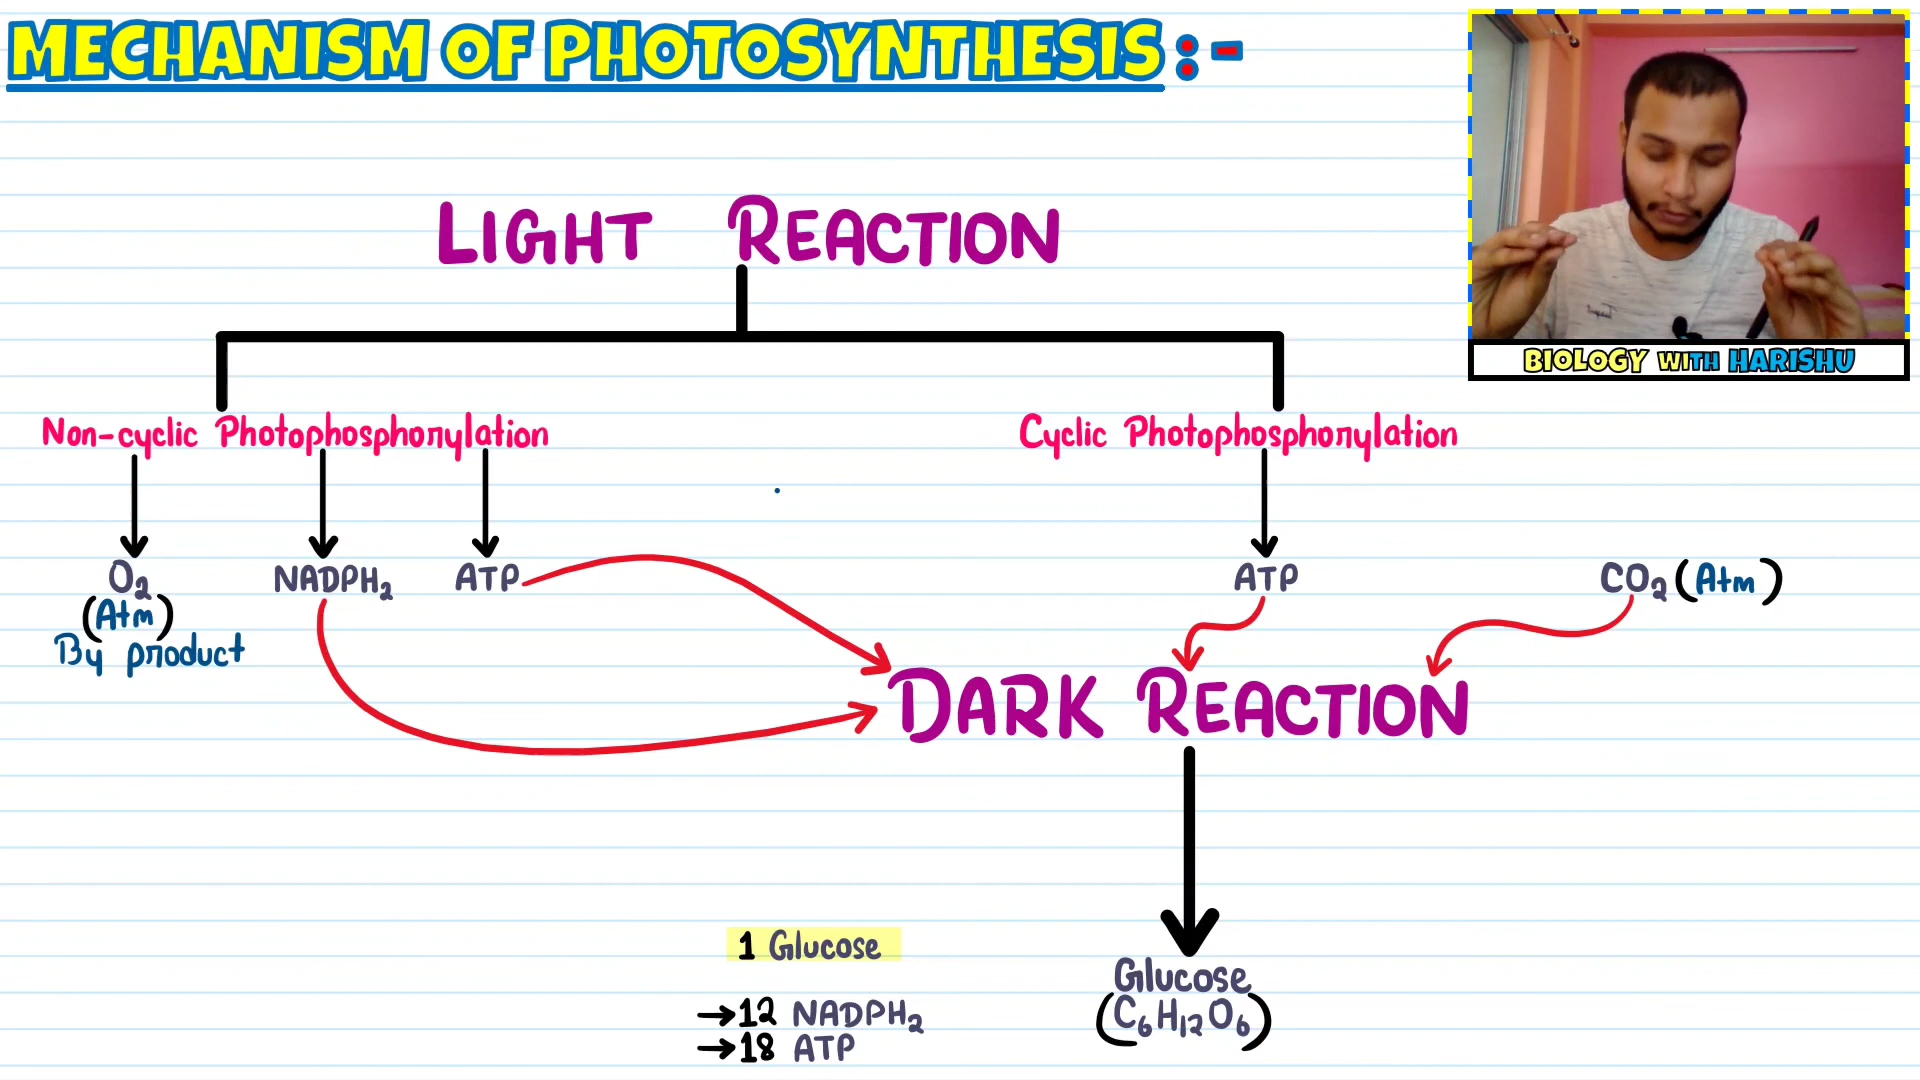 MECHANISM OF PHOTOSYNTHESIS :-
LIGHT REACTION
BIOLOGY WITH HARISHU
Non-cyclic Photophosphorylation
Cyclic Photophosphorylation
O₂
(Atm)
By product
NADPH₂
ATP
ATP
CO₂ (Atm)
DARK REACTION
1 Glucose
→12 NADPH₂
→18 ATP
Glucose
(C₆H₁₂O₆)